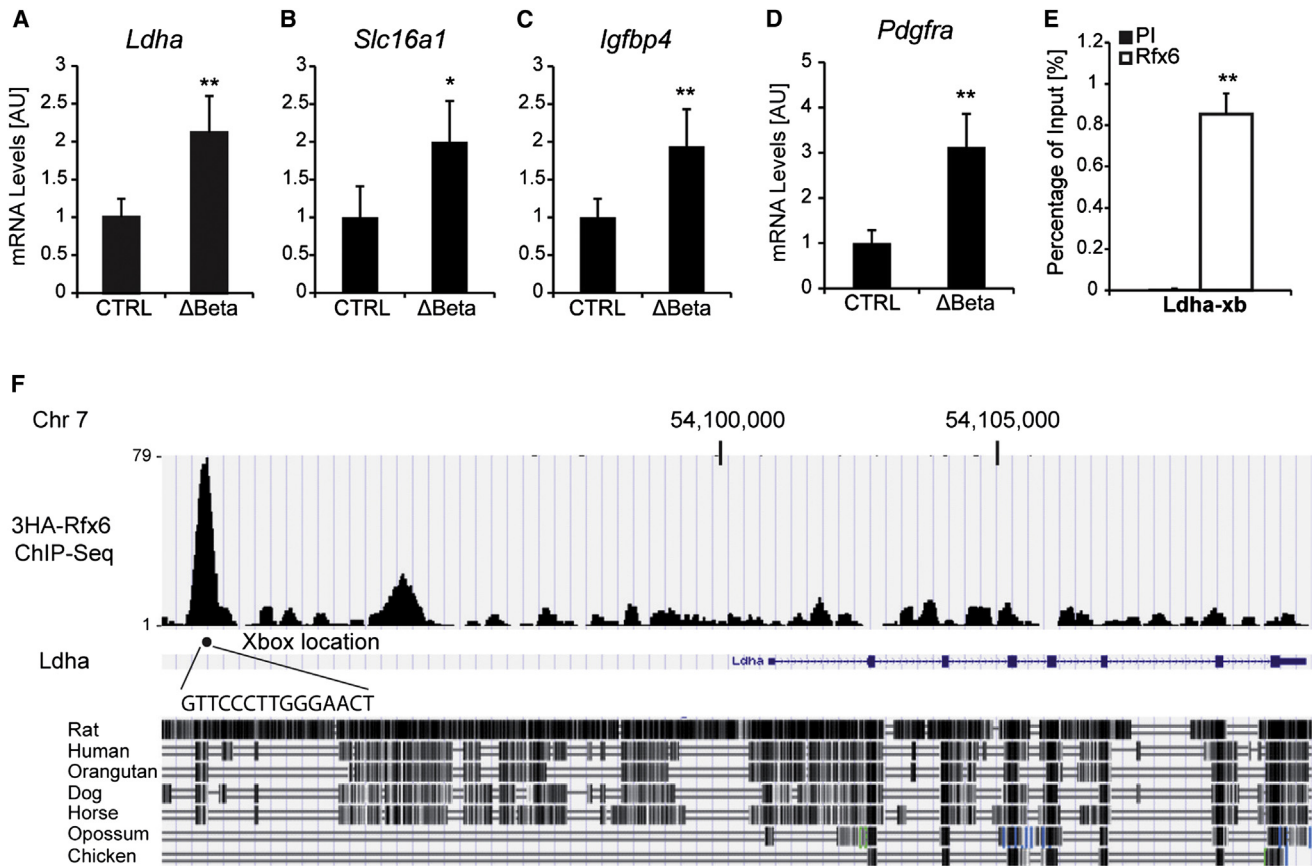 A
Ldha
mRNA Levels [AU]
3
2.5
2
1.5
1
0.5
0
**
CTRL
ΔBeta
B
Slc16a1
3
2.5
2
1.5
1
0.5
0
*
CTRL
ΔBeta
C
Igfbp4
3
2.5
2
1.5
1
0.5
0
**
CTRL
ΔBeta
D
Pdgfra
mRNA Levels [AU]
5
4
3
2
1
0
**
CTRL
ΔBeta
E
PI
Rfx6
Percentage of Input [%]
1.2
1
0.8
0.6
0.4
0.2
0
**
Ldha-xb
F
Chr 7
54,100,000
54,105,000
79
3HA-Rfx6
ChIP-Seq
1
Xbox location
Ldha
Ldha
GTTCCCTTGGGAACT
Rat
Human
Orangutan
Dog
Horse
Opossum
Chicken